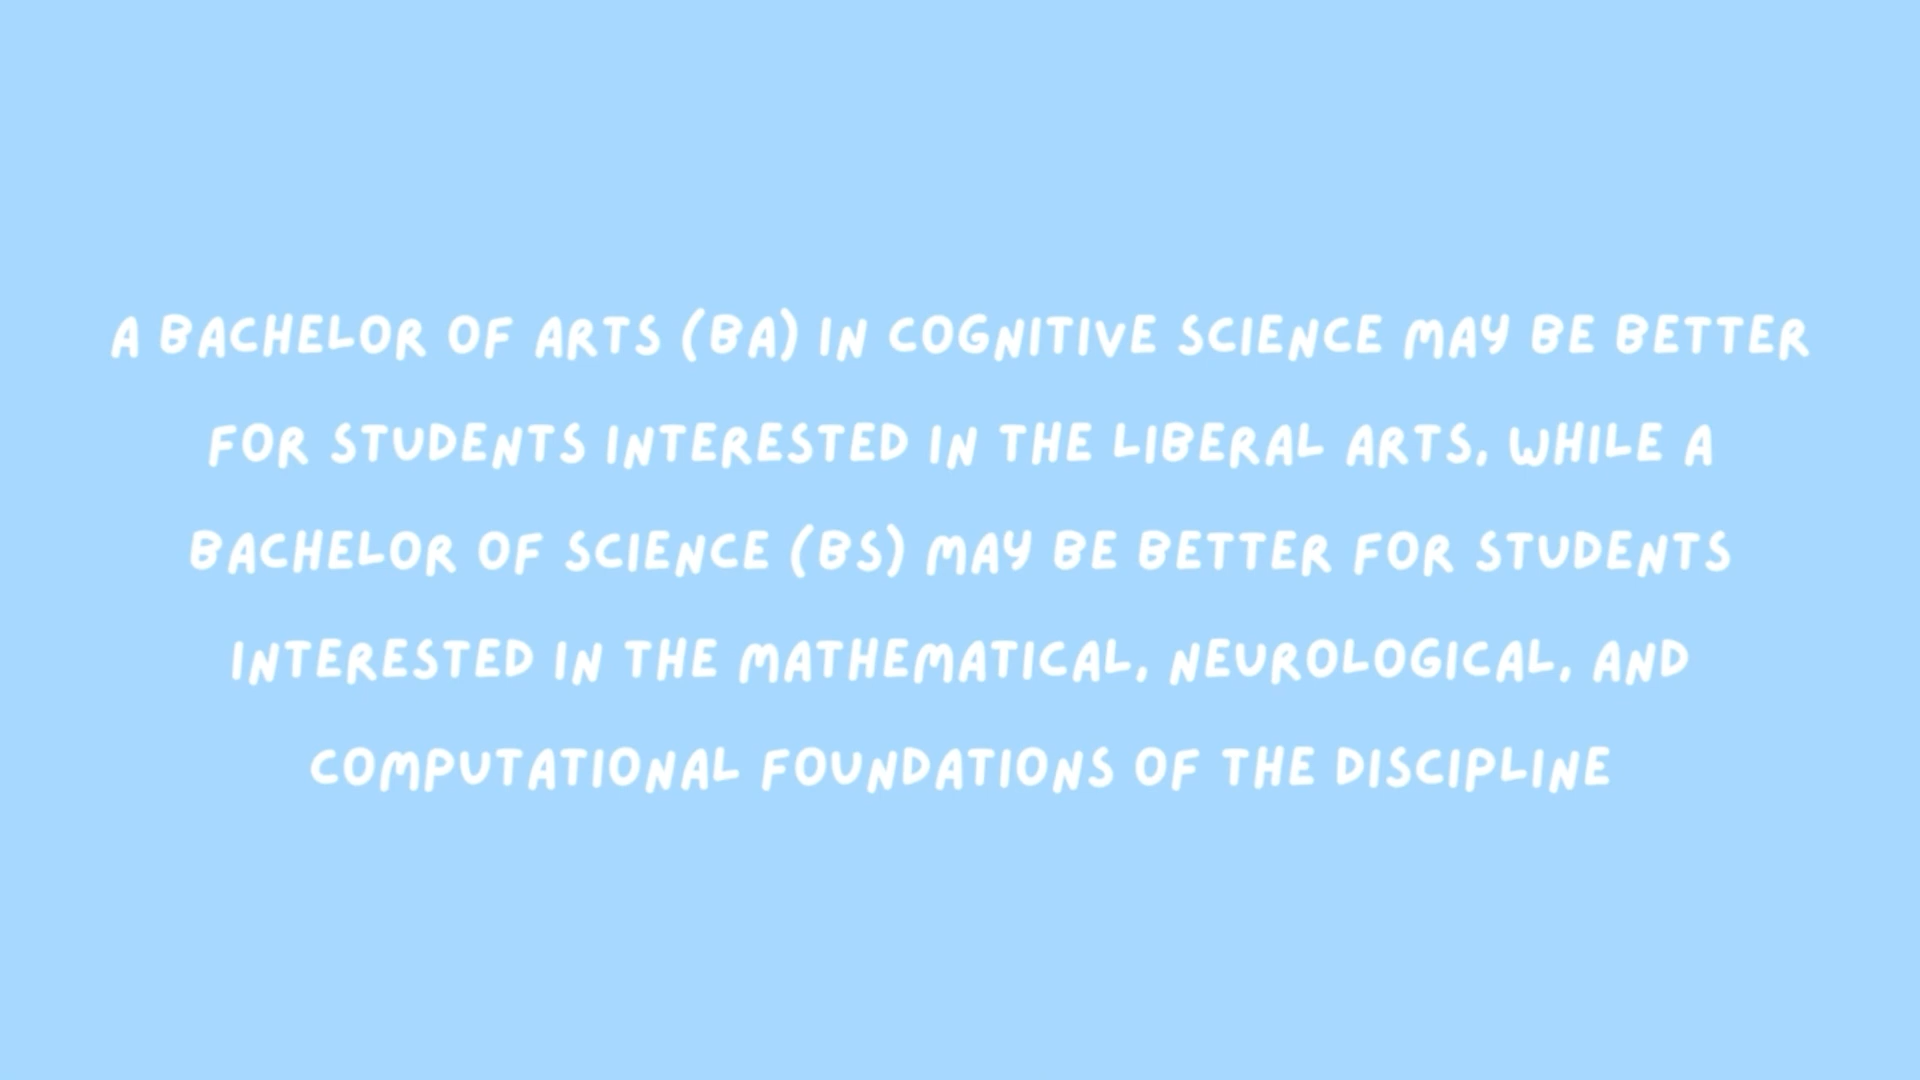 A BACHELOR OF ARTS (BA) IN COGNITIVE SCIENCE MAY BE BETTER
FOR STUDENTS INTERESTED IN THE LIBERAL ARTS, WHILE A
BACHELOR OF SCIENCE (BS) MAY BE BETTER FOR STUDENTS
INTERESTED IN THE MATHEMATICAL, NEUROLOGICAL, AND
COMPUTATIONAL FOUNDATIONS OF THE DISCIPLINE